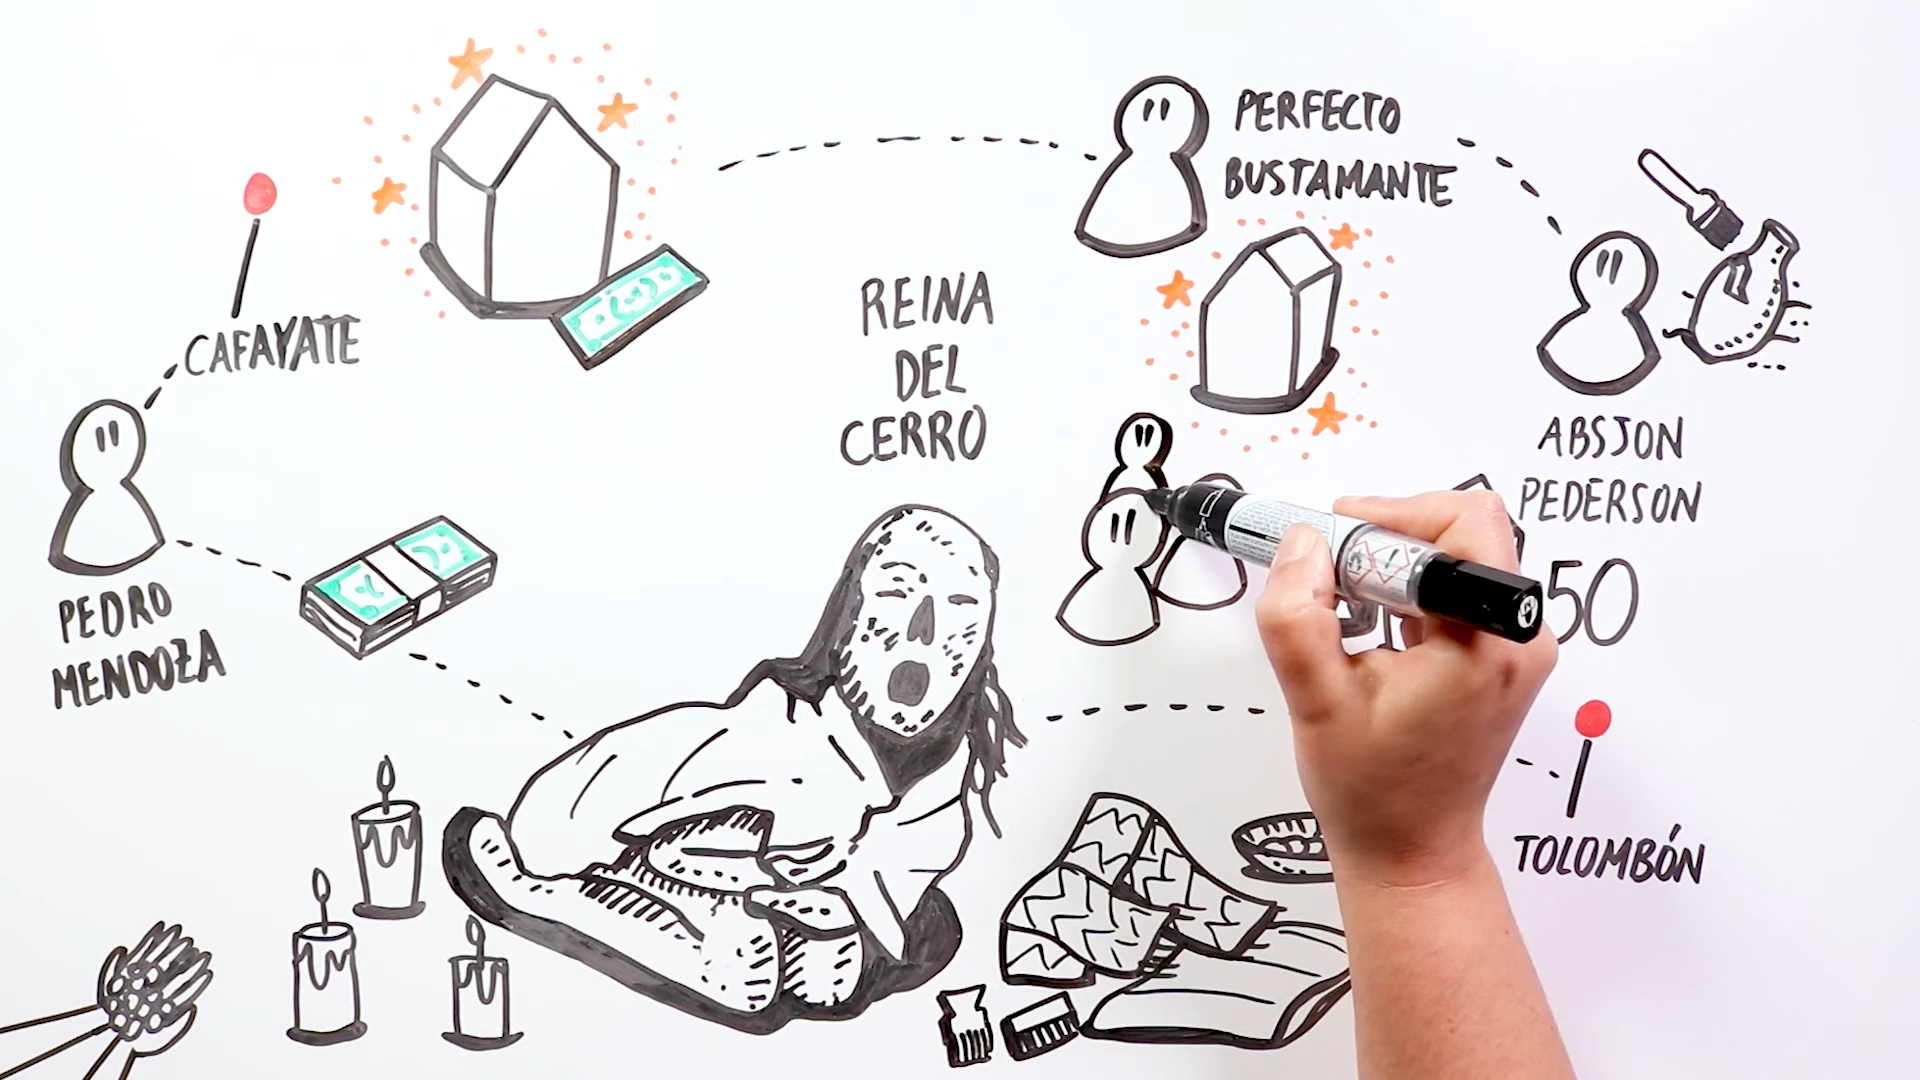 CAFAYATE
PEDRO
MENDOZA
REINA
DEL
CERRO
PERFECTO
BUSTAMANTE
ABSJON
PEDERSON
50
TOLOMBÓN